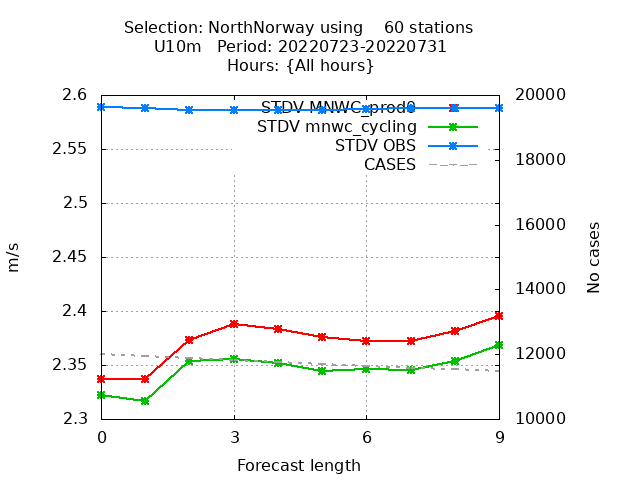 Selection: NorthNorway using 60 stations
U10m Period: 20220723-20220731
Hours: {All hours}
2.6
2.55
2.5
2.45
2.4
2.35
2.3
20000
18000
16000
14000
12000
10000
STDV MNWC_prod0
STDV mnwc_cycling
STDV OBS
CASES
m/s
No cases
0
3
6
9
Forecast length